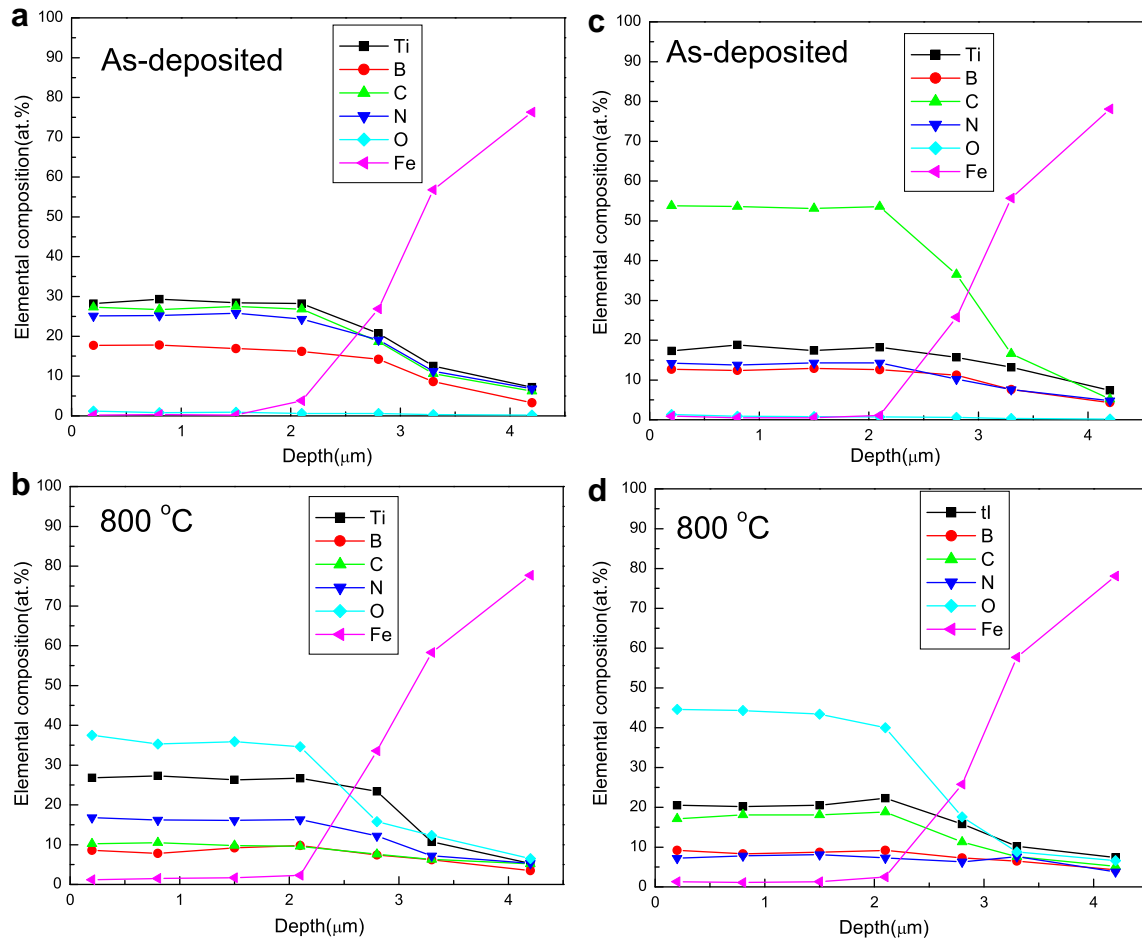 a
As-deposited
Ti
B
C
N
O
Fe
100
90
80
70
60
50
40
30
20
10
0
Elemental composition(at.%)
0 1 2 3 4
Depth(μm)
c
As-deposited
Ti
B
C
N
O
Fe
100
90
80
70
60
50
40
30
20
10
0
Elemental composition(at.%)
0 1 2 3 4
Depth(μm)
b
800 °C
Ti
B
C
N
O
Fe
100
90
80
70
60
50
40
30
20
10
0
Elemental composition(at.%)
0 1 2 3 4
Depth(μm)
d
800 °C
tI
B
C
N
O
Fe
100
90
80
70
60
50
40
30
20
10
0
Elemental composition(at.%)
0 1 2 3 4
Depth(μm)